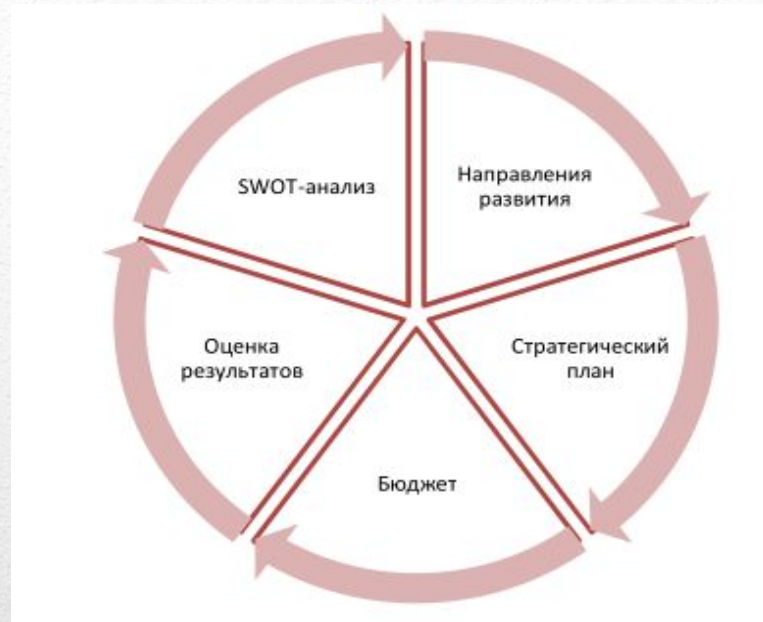 SWOT-анализ
Направления
развития
Стратегический
план
Бюджет
Оценка
результатов